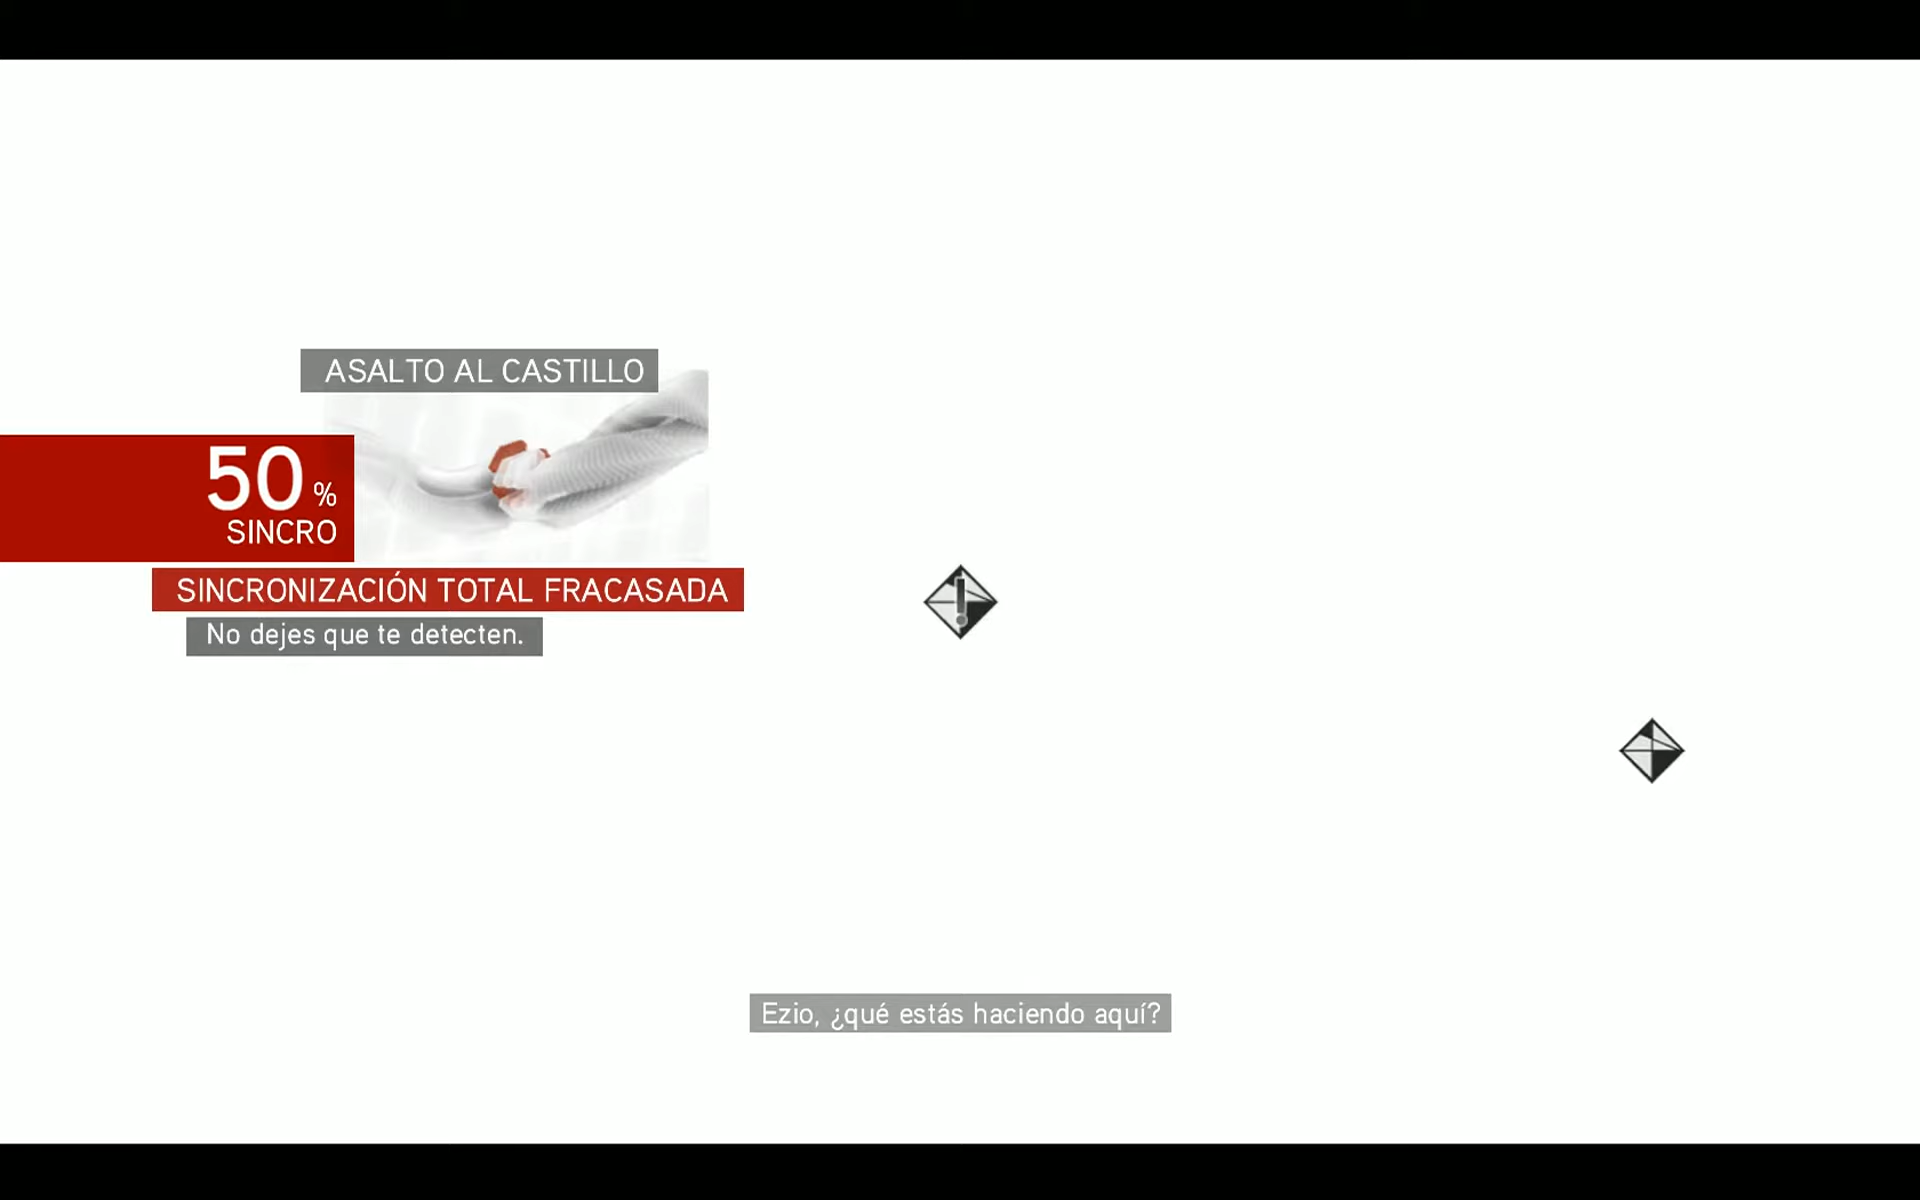 ASALTO AL CASTILLO
50 %
SINCRO
SINCRONIZACIÓN TOTAL FRACASADA
No dejes que te detecten.
Ezio, ¿qué estás haciendo aquí?